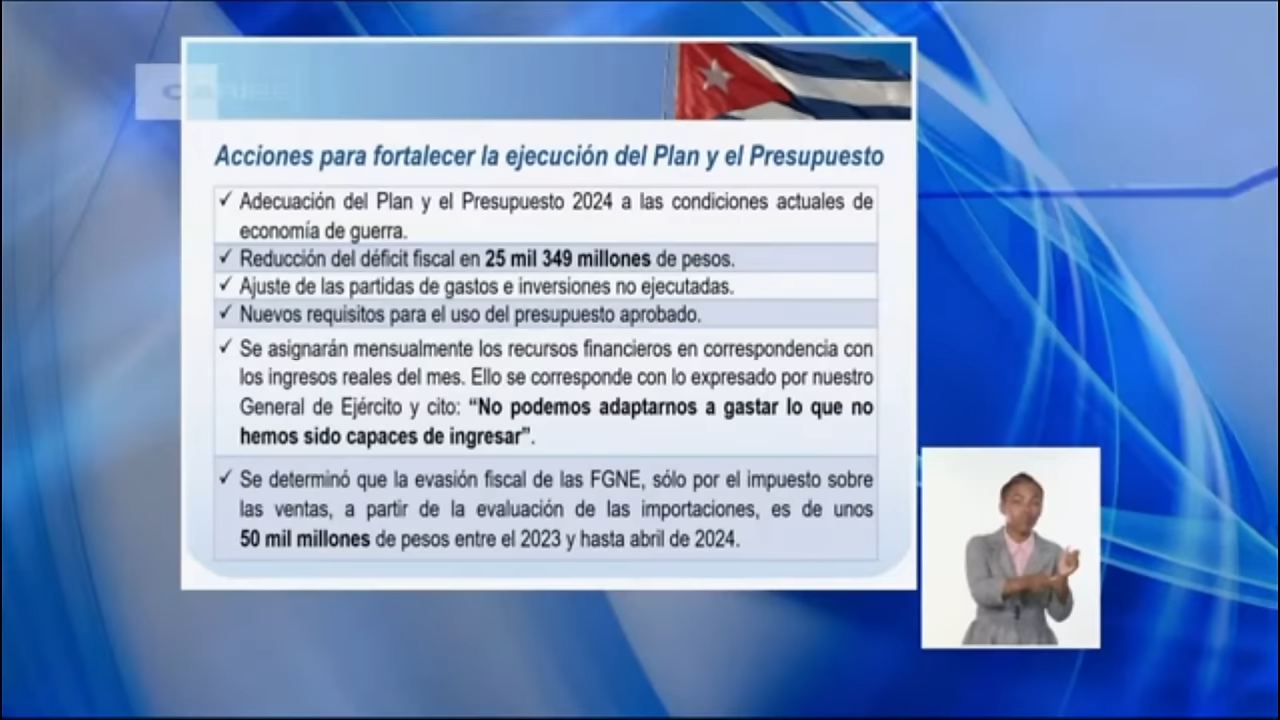 CARIBE
Acciones para fortalecer la ejecución del Plan y el Presupuesto
✓ Adecuación del Plan y el Presupuesto 2024 a las condiciones actuales de
economía de guerra.
✓ Reducción del déficit fiscal en 25 mil 349 millones de pesos.
✓ Ajuste de las partidas de gastos e inversiones no ejecutadas.
✓ Nuevos requisitos para el uso del presupuesto aprobado.
✓ Se asignarán mensualmente los recursos financieros en correspondencia con
los ingresos reales del mes. Ello se corresponde con lo expresado por nuestro
General de Ejército y cito: “No podemos adaptarnos a gastar lo que no
hemos sido capaces de ingresar”.
✓ Se determinó que la evasión fiscal de las FGNE, sólo por el impuesto sobre
las ventas, a partir de la evaluación de las importaciones, es de unos
50 mil millones de pesos entre el 2023 y hasta abril de 2024.